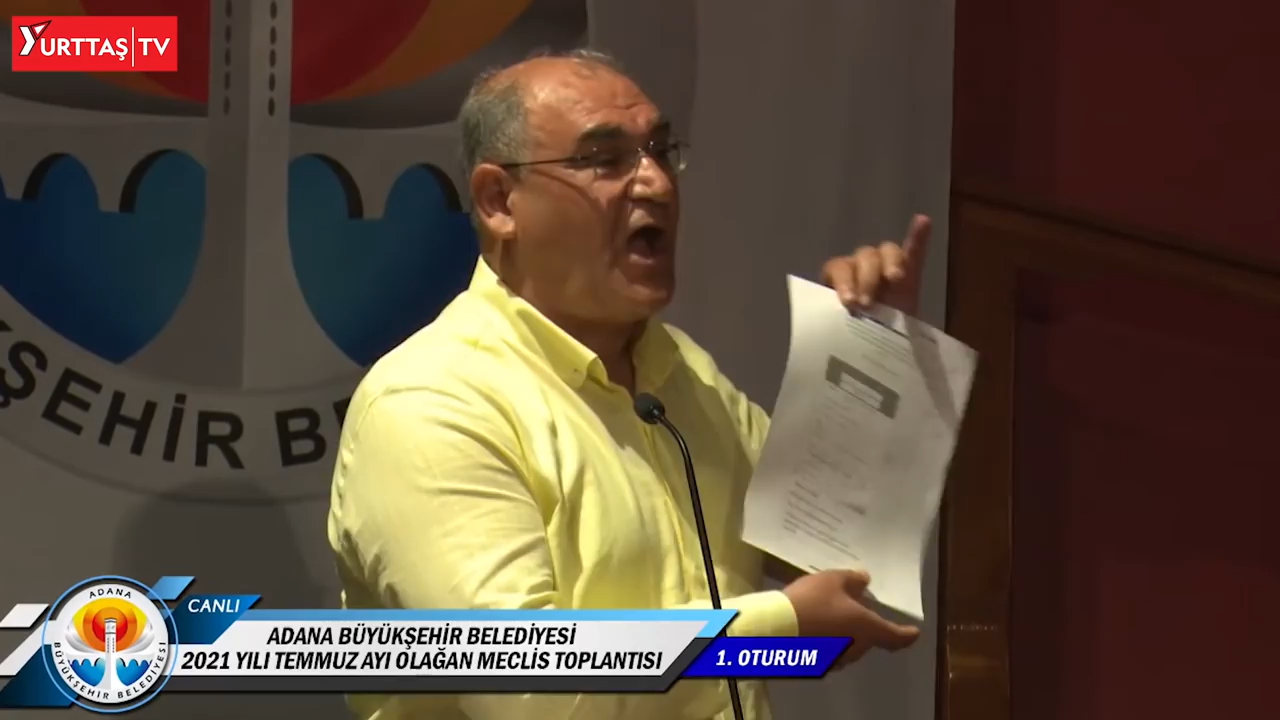 YURTTAŞ TV
ŞEHİR BE
CANLI
ADANA BÜYÜKŞEHİR BELEDİYESİ
2021 YILI TEMMUZ AYI OLAĞAN MECLİS TOPLANTISI
1. OTURUM
ADANA
BÜYÜKŞEHİR BELEDİYESİ